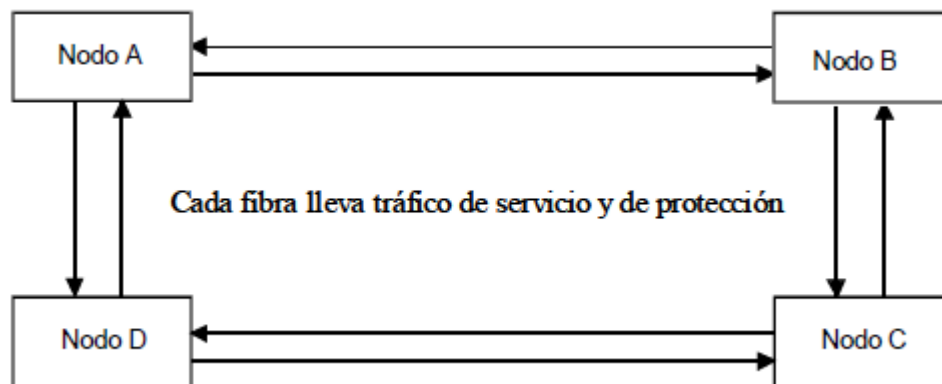 Nodo A
Nodo B
Cada fibra lleva tráfico de servicio y de protección
Nodo D
Nodo C